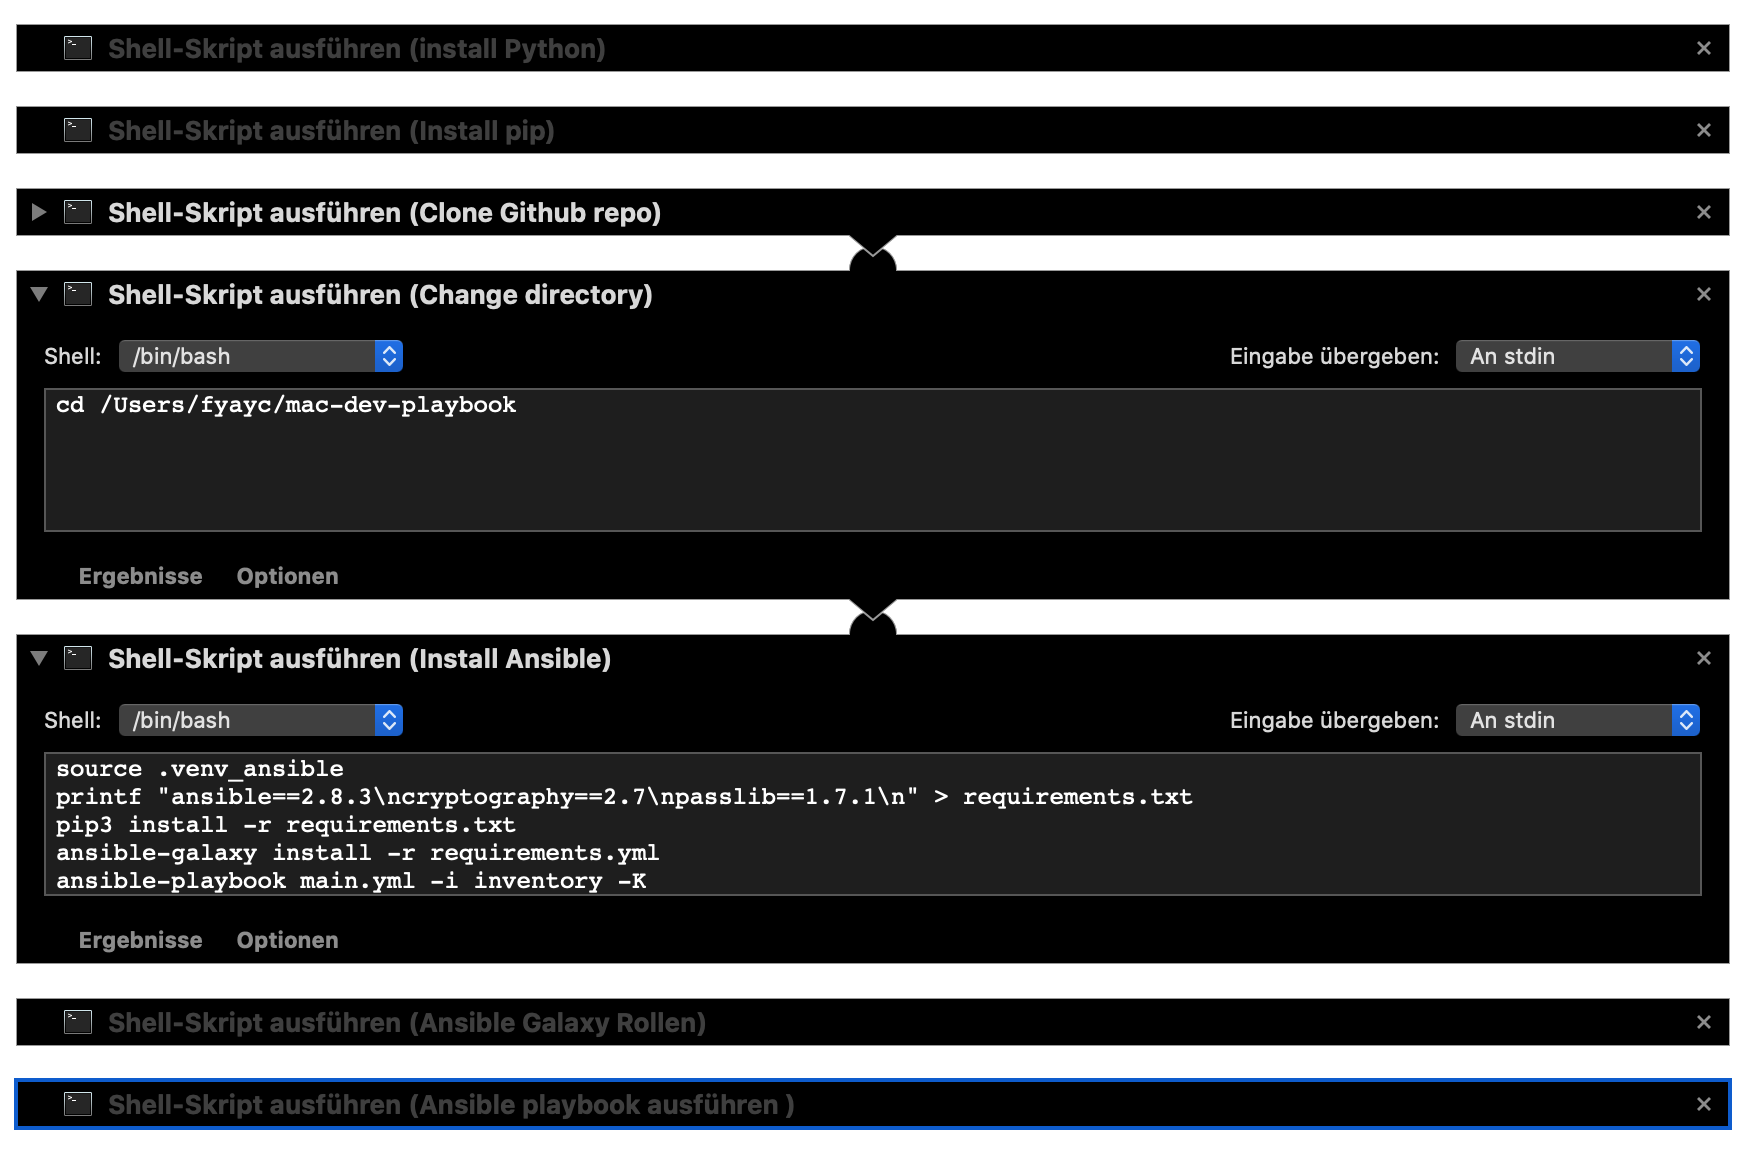 Shell-Skript ausführen (install Python)
Shell-Skript ausführen (Install pip)
Shell-Skript ausführen (Clone Github repo)
Shell-Skript ausführen (Change directory)
Shell: /bin/bash Eingabe übergeben: An stdin
cd /Users/fyayc/mac-dev-playbook
Ergebnisse Optionen
Shell-Skript ausführen (Install Ansible)
Shell: /bin/bash Eingabe übergeben: An stdin
source .venv_ansible
printf "ansible==2.8.3\ncryptography==2.7\npasslib==1.7.1\n" > requirements.txt
pip3 install -r requirements.txt
ansible-galaxy install -r requirements.yml
ansible-playbook main.yml -i inventory -K
Ergebnisse Optionen
Shell-Skript ausführen (Ansible Galaxy Rollen)
Shell-Skript ausführen (Ansible playbook ausführen )